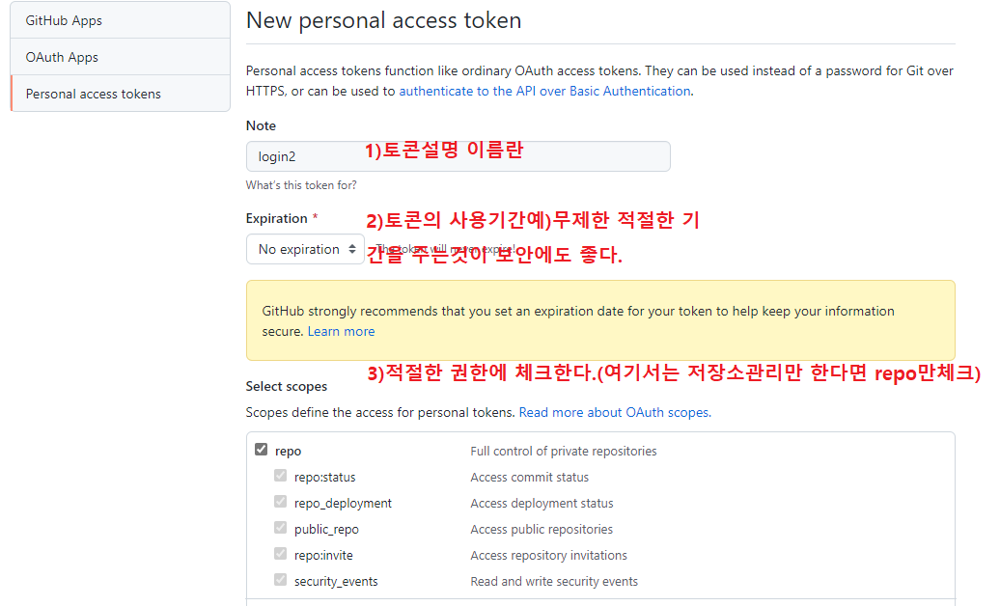 GitHub Apps
OAuth Apps
Personal access tokens
New personal access token
Personal access tokens function like ordinary OAuth access tokens. They can be used instead of a password for Git over
HTTPS, or can be used to authenticate to the API over Basic Authentication.
Note
login2
1)토콘설명 이름란
What's this token for?
Expiration *
2)토콘의 사용기간예)무제한 적절한 기
No expiration
The token will never expire!
간을 주는것이 보안에도 좋다.
GitHub strongly recommends that you set an expiration date for your token to help keep your information
secure. Learn more
3)적절한 권한에 체크한다.(여기서는 저장소관리만 한다면 repo만체크)
Select scopes
Scopes define the access for personal tokens. Read more about OAuth scopes.
repo Full control of private repositories
repo:status Access commit status
repo_deployment Access deployment status
public_repo Access public repositories
repo:invite Access repository invitations
security_events Read and write security events